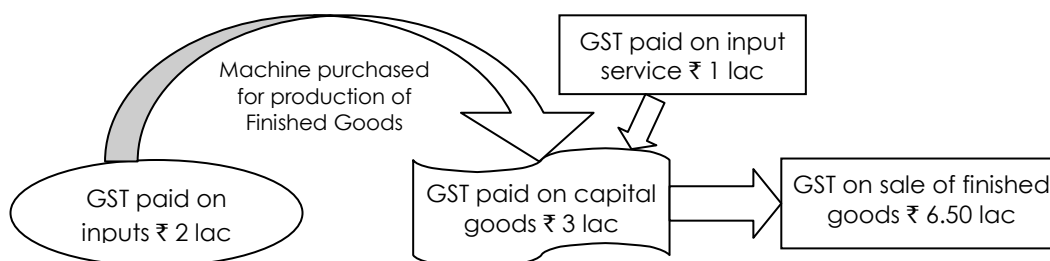 GST paid on input
service ₹ 1 lac
Machine purchased
for production of
Finished Goods
GST paid on
inputs ₹ 2 lac
GST paid on capital
goods ₹ 3 lac
GST on sale of finished
goods ₹ 6.50 lac